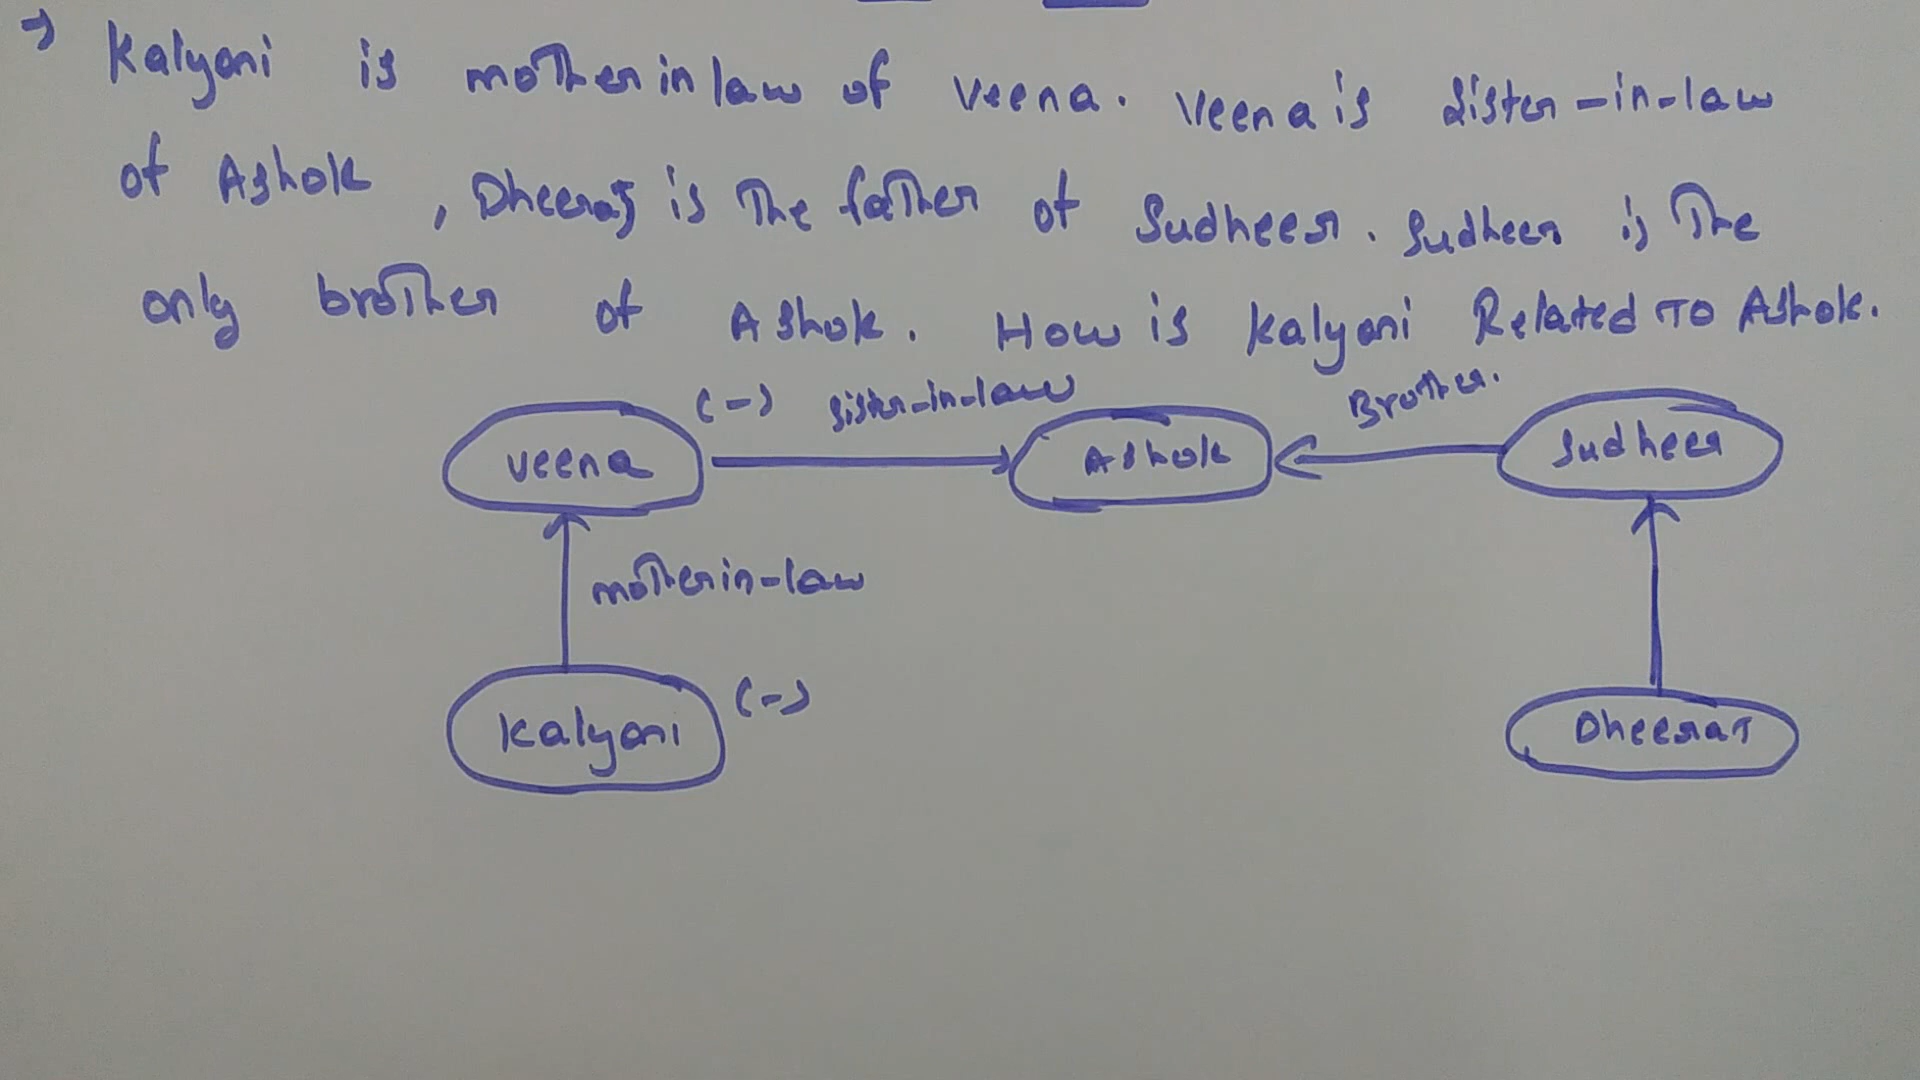 → Kalyani is mother in law of Veena. Veena is sister-in-law
of Ashok, Dheeraj is the father of Sudheer. Sudheer is the
only brother of Ashok. How is Kalyani Related To Ashok.
(-) sister-in-law
Brother.
Veena
Ashok
Sudheer
mother in-law
Kalyani (-)
Dheeraj